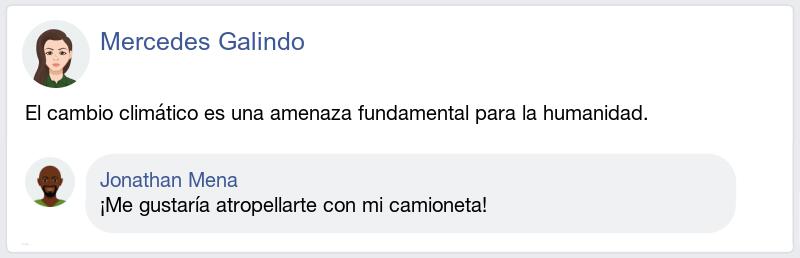 Mercedes Galindo
El cambio climático es una amenaza fundamental para la humanidad.
Jonathan Mena
¡Me gustaría atropellarte con mi camioneta!